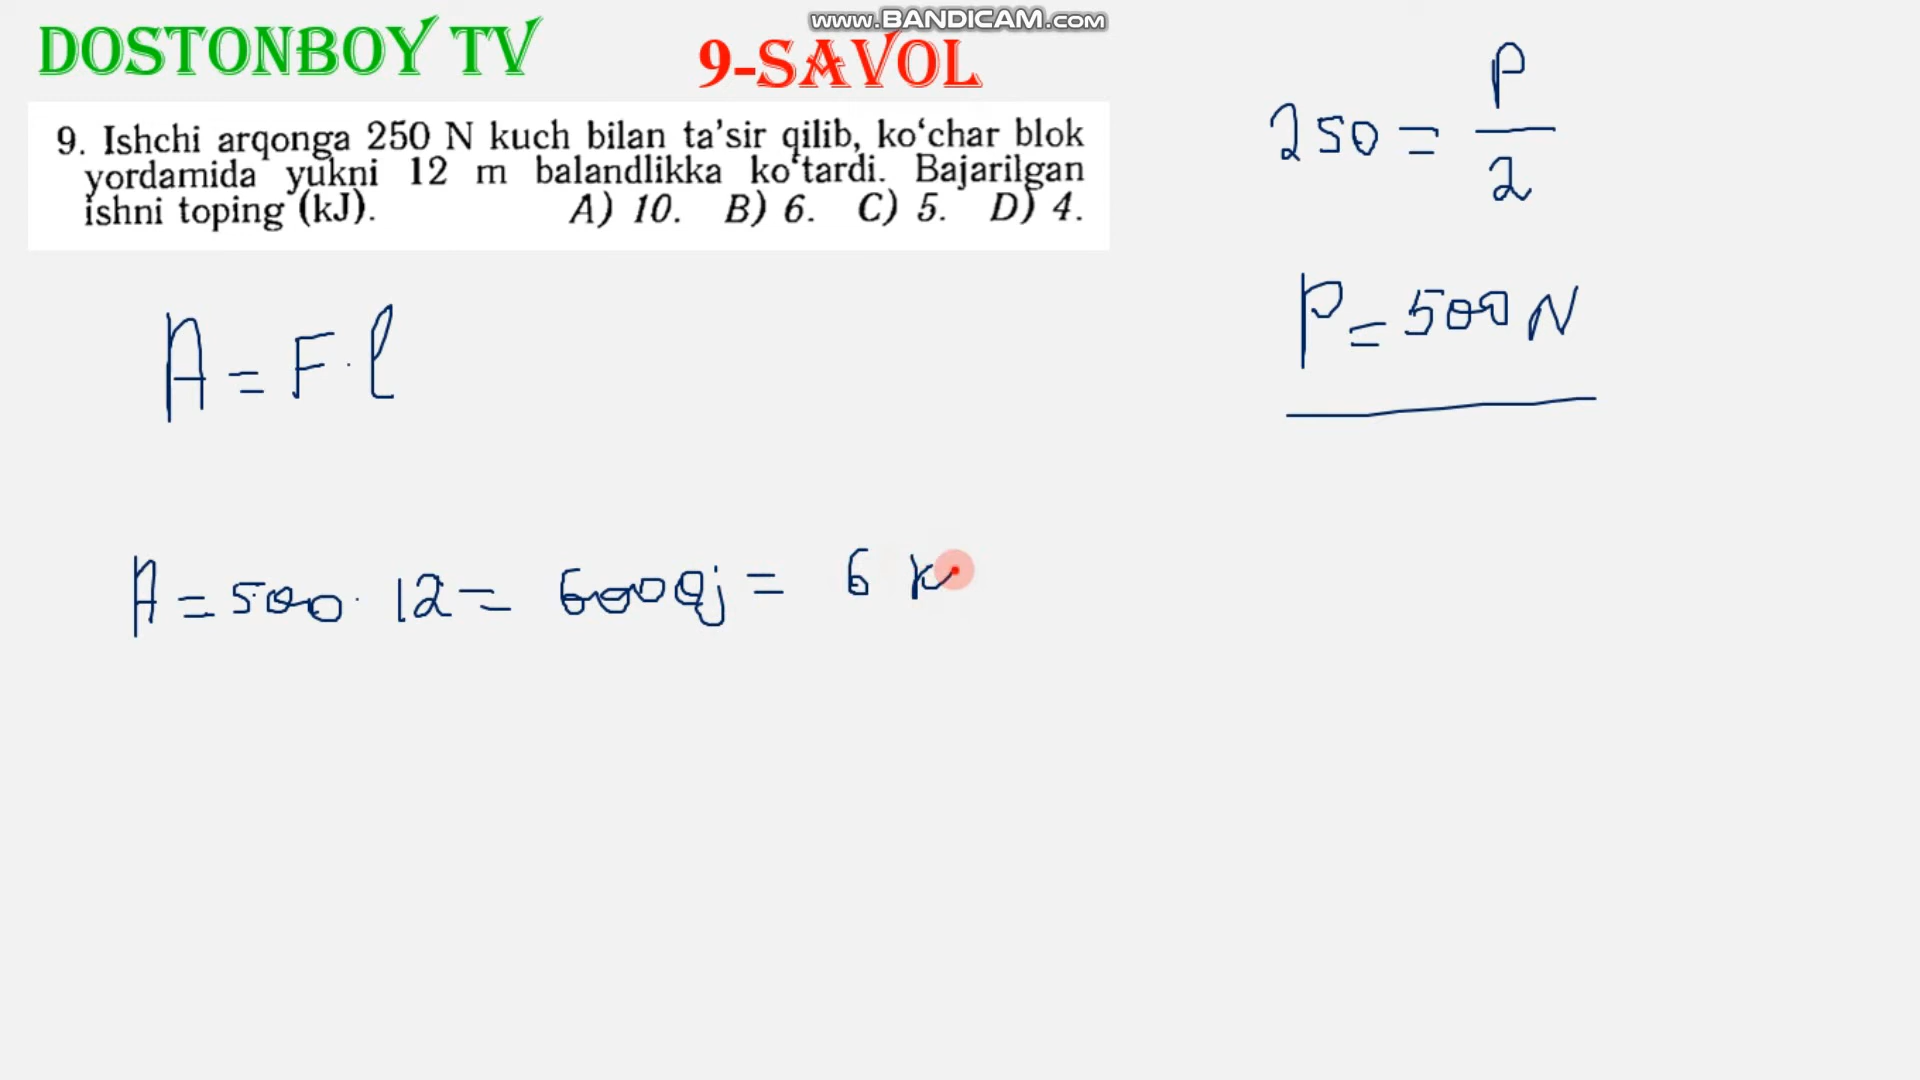 www.BANDICAM.com
DOSTONBOY TV
9-SAVOL
9. Ishchi arqonga 250 N kuch bilan ta’sir qilib, ko‘char blok
yordamida yukni 12 m balandlikka ko‘tardi. Bajarilgan
ishni toping (kJ). A) 10. B) 6. C) 5. D) 4.
250 = P/2
P = 500 N
A = F · l
A = 500 · 12 = 6000j = 6 k